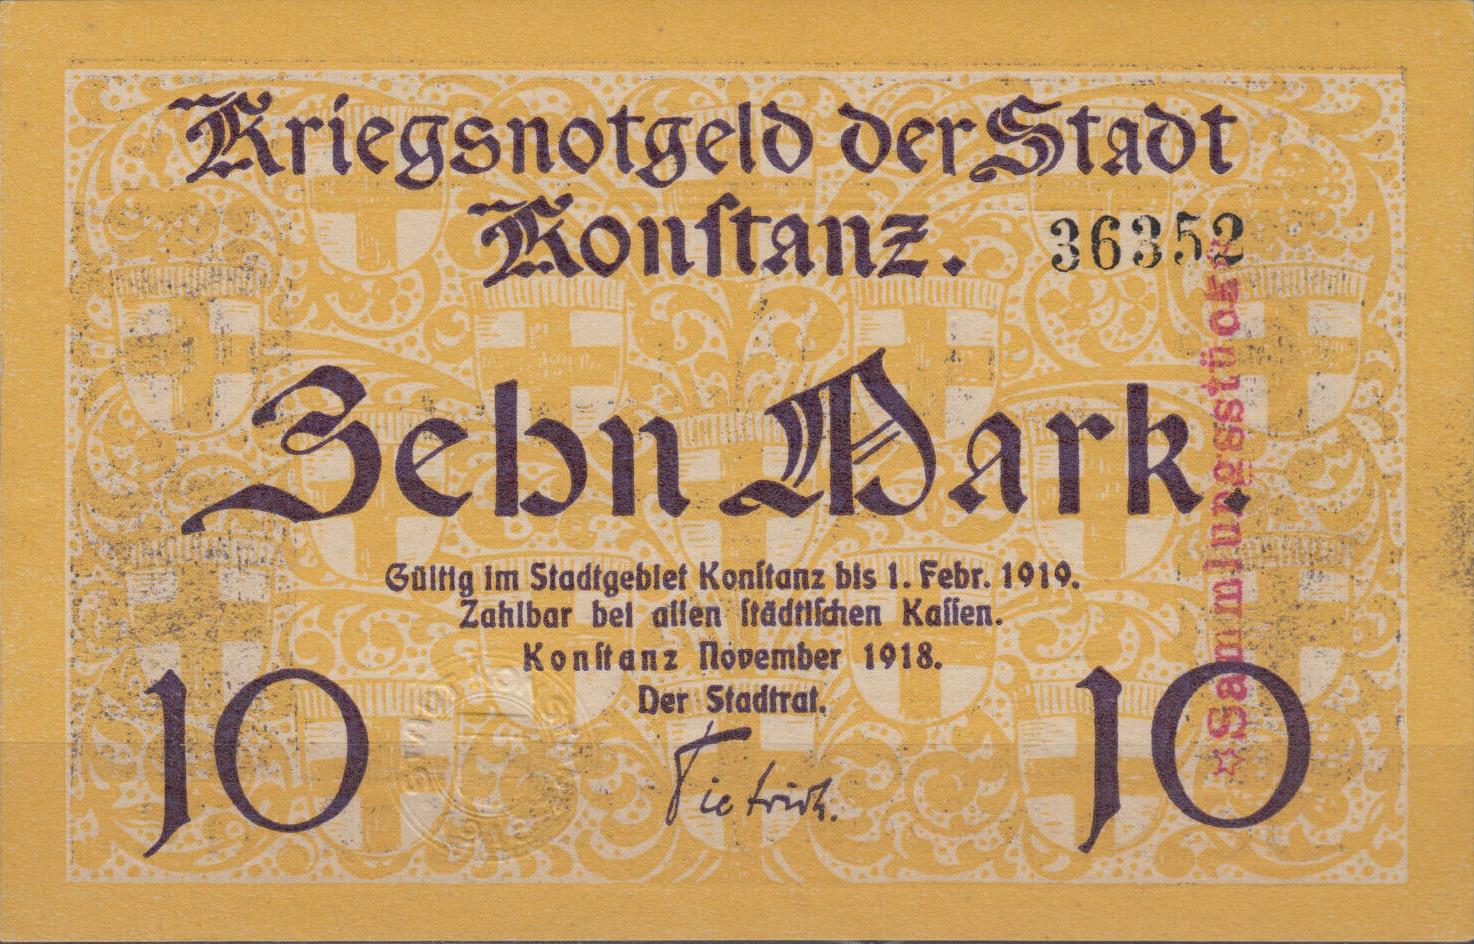 Kriegsnotgeld der Stadt
Konſtanz.
36352
Zehn Mark.
Gültig im Stadtgebiet Konſtanz bis 1. Febr. 1919.
Zahlbar bei allen ſtädtiſchen Kaſſen.
Konſtanz November 1918.
Der Stadtrat.
Dietrich.
10
10
Sammlungsstück